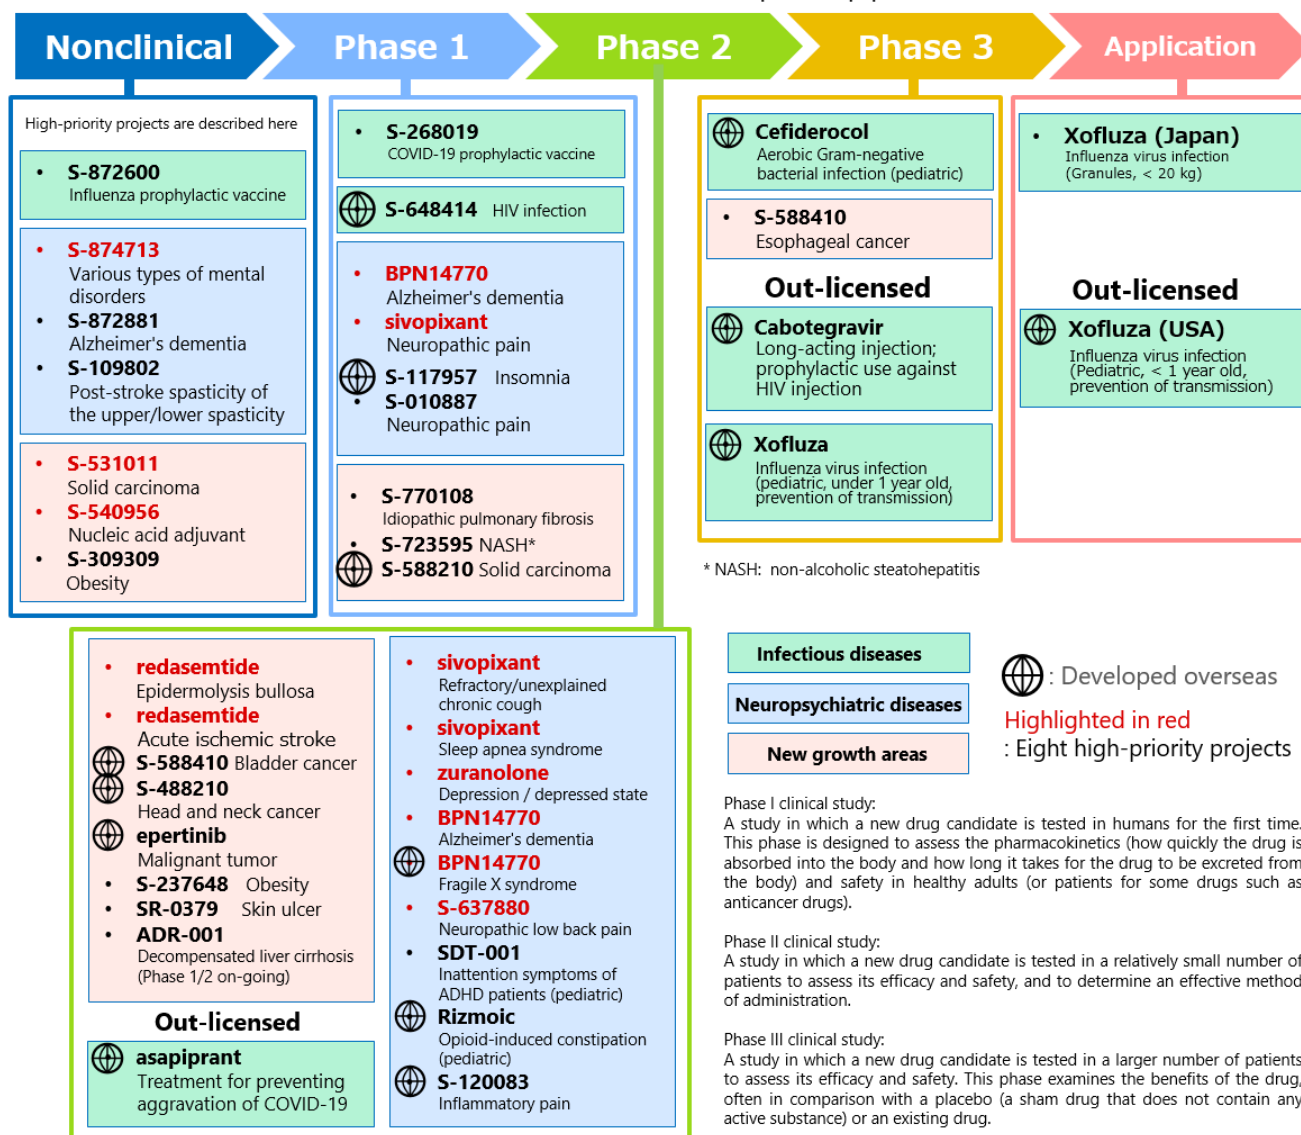 Nonclinical
Phase 1
Phase 2
Phase 3
Application
High-priority projects are described here
• S-872600
Influenza prophylactic vaccine
• S-874713
Various types of mental
disorders
• S-872881
Alzheimer's dementia
• S-109802
Post-stroke spasticity of
the upper/lower spasticity
• S-531011
Solid carcinoma
• S-540956
Nucleic acid adjuvant
• S-309309
Obesity
• S-268019
COVID-19 prophylactic vaccine
S-648414 HIV infection
• BPN14770
Alzheimer's dementia
• sivopixant
Neuropathic pain
S-117957 Insomnia
• S-010887
Neuropathic pain
• S-770108
Idiopathic pulmonary fibrosis
• S-723595 NASH*
S-588210 Solid carcinoma
Cefiderocol
Aerobic Gram-negative
bacterial infection (pediatric)
• S-588410
Esophageal cancer
Out-licensed
Cabotegravir
Long-acting injection;
prophylactic use against
HIV injection
Xofluza
Influenza virus infection
(pediatric, under 1 year old,
prevention of transmission)
• Xofluza (Japan)
Influenza virus infection
(Granules, < 20 kg)
Out-licensed
Xofluza (USA)
Influenza virus infection
(Pediatric, < 1 year old,
prevention of transmission)
* NASH: non-alcoholic steatohepatitis
• redasemtide
Epidermolysis bullosa
• redasemtide
Acute ischemic stroke
S-588410 Bladder cancer
S-488210
Head and neck cancer
epertinib
Malignant tumor
• S-237648 Obesity
• SR-0379 Skin ulcer
• ADR-001
Decompensated liver cirrhosis
(Phase 1/2 on-going)
Out-licensed
asapiprant
Treatment for preventing
aggravation of COVID-19
• sivopixant
Refractory/unexplained
chronic cough
• sivopixant
Sleep apnea syndrome
• zuranolone
Depression / depressed state
• BPN14770
Alzheimer's dementia
• BPN14770
Fragile X syndrome
• S-637880
Neuropathic low back pain
• SDT-001
Inattention symptoms of
ADHD patients (pediatric)
Rizmoic
Opioid-induced constipation
(pediatric)
S-120083
Inflammatory pain
Infectious diseases
Neuropsychiatric diseases
New growth areas
: Developed overseas
Highlighted in red
: Eight high-priority projects
Phase I clinical study:
A study in which a new drug candidate is tested in humans for the first time.
This phase is designed to assess the pharmacokinetics (how quickly the drug is
absorbed into the body and how long it takes for the drug to be excreted from
the body) and safety in healthy adults (or patients for some drugs such as
anticancer drugs).
Phase II clinical study:
A study in which a new drug candidate is tested in a relatively small number of
patients to assess its efficacy and safety, and to determine an effective method
of administration.
Phase III clinical study:
A study in which a new drug candidate is tested in a larger number of patients
to assess its efficacy and safety. This phase examines the benefits of the drug,
often in comparison with a placebo (a sham drug that does not contain any
active substance) or an existing drug.